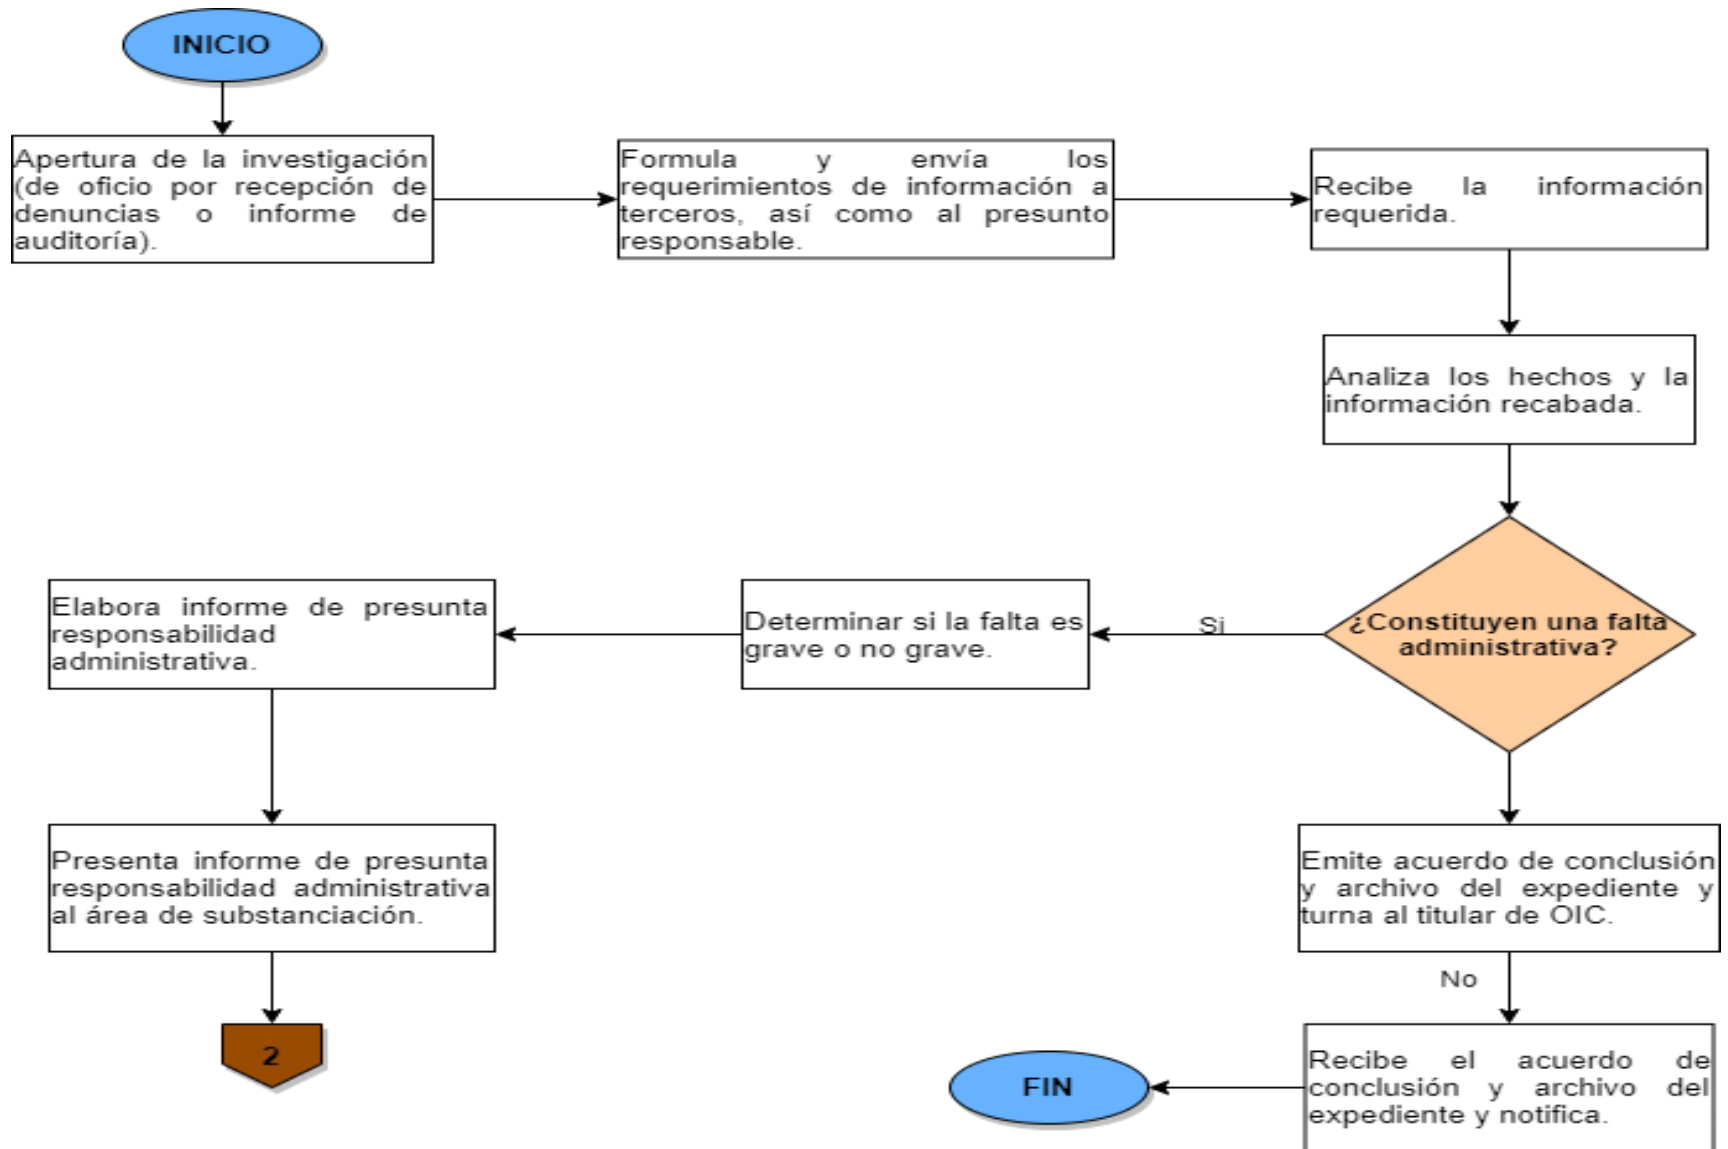 INICIO
Apertura de la investigación
(de oficio por recepción de
denuncias o informe de
auditoría).
Formula y envía los
requerimientos de información a
terceros, así como al presunto
responsable.
Recibe la información
requerida.
Analiza los hechos y la
información recabada.
¿Constituyen una falta
administrativa?
Si
Determinar si la falta es
grave o no grave.
Elabora informe de presunta
responsabilidad
administrativa.
Presenta informe de presunta
responsabilidad administrativa
al área de substanciación.
2
Emite acuerdo de conclusión
y archivo del expediente y
turna al titular de OIC.
No
Recibe el acuerdo de
conclusión y archivo del
expediente y notifica.
FIN